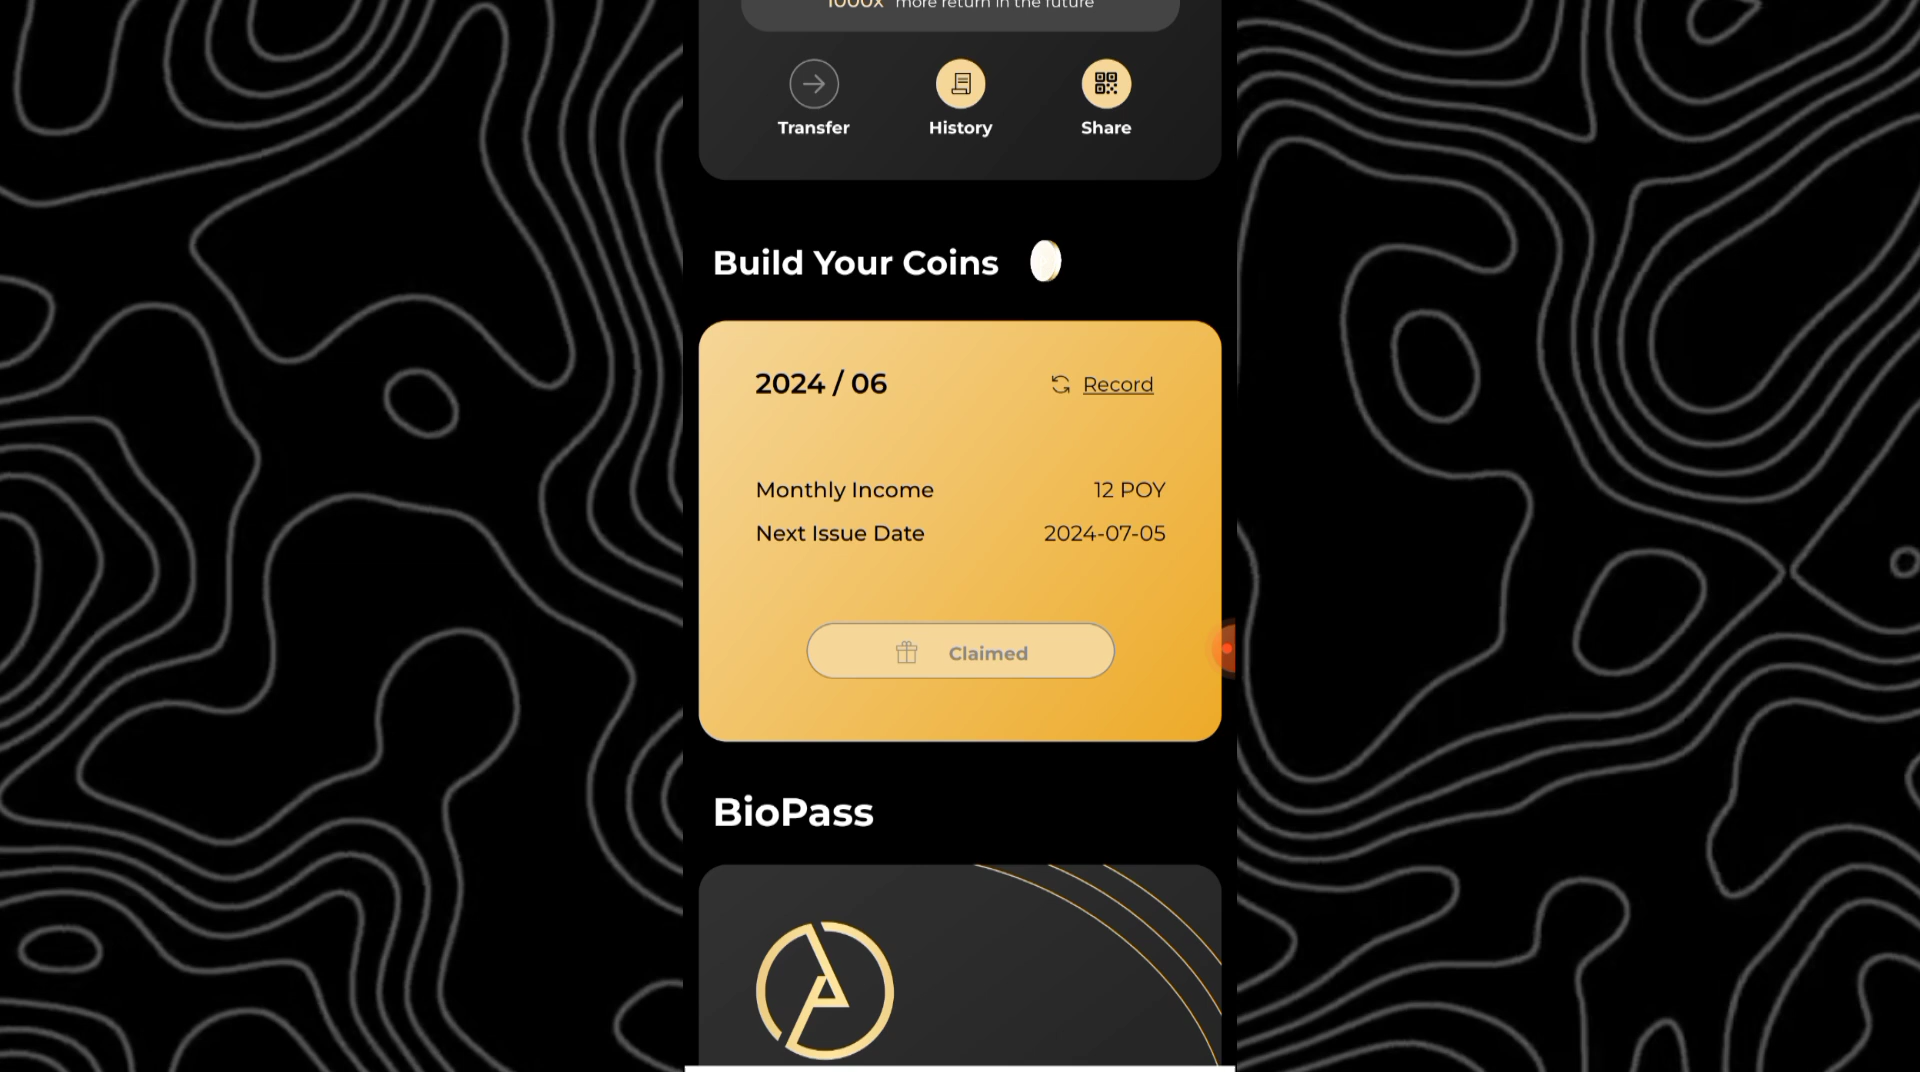 1000x more return in the future
Transfer History Share
Build Your Coins
2024 / 06 Record
Monthly Income 12 POY
Next Issue Date 2024-07-05
Claimed
BioPass